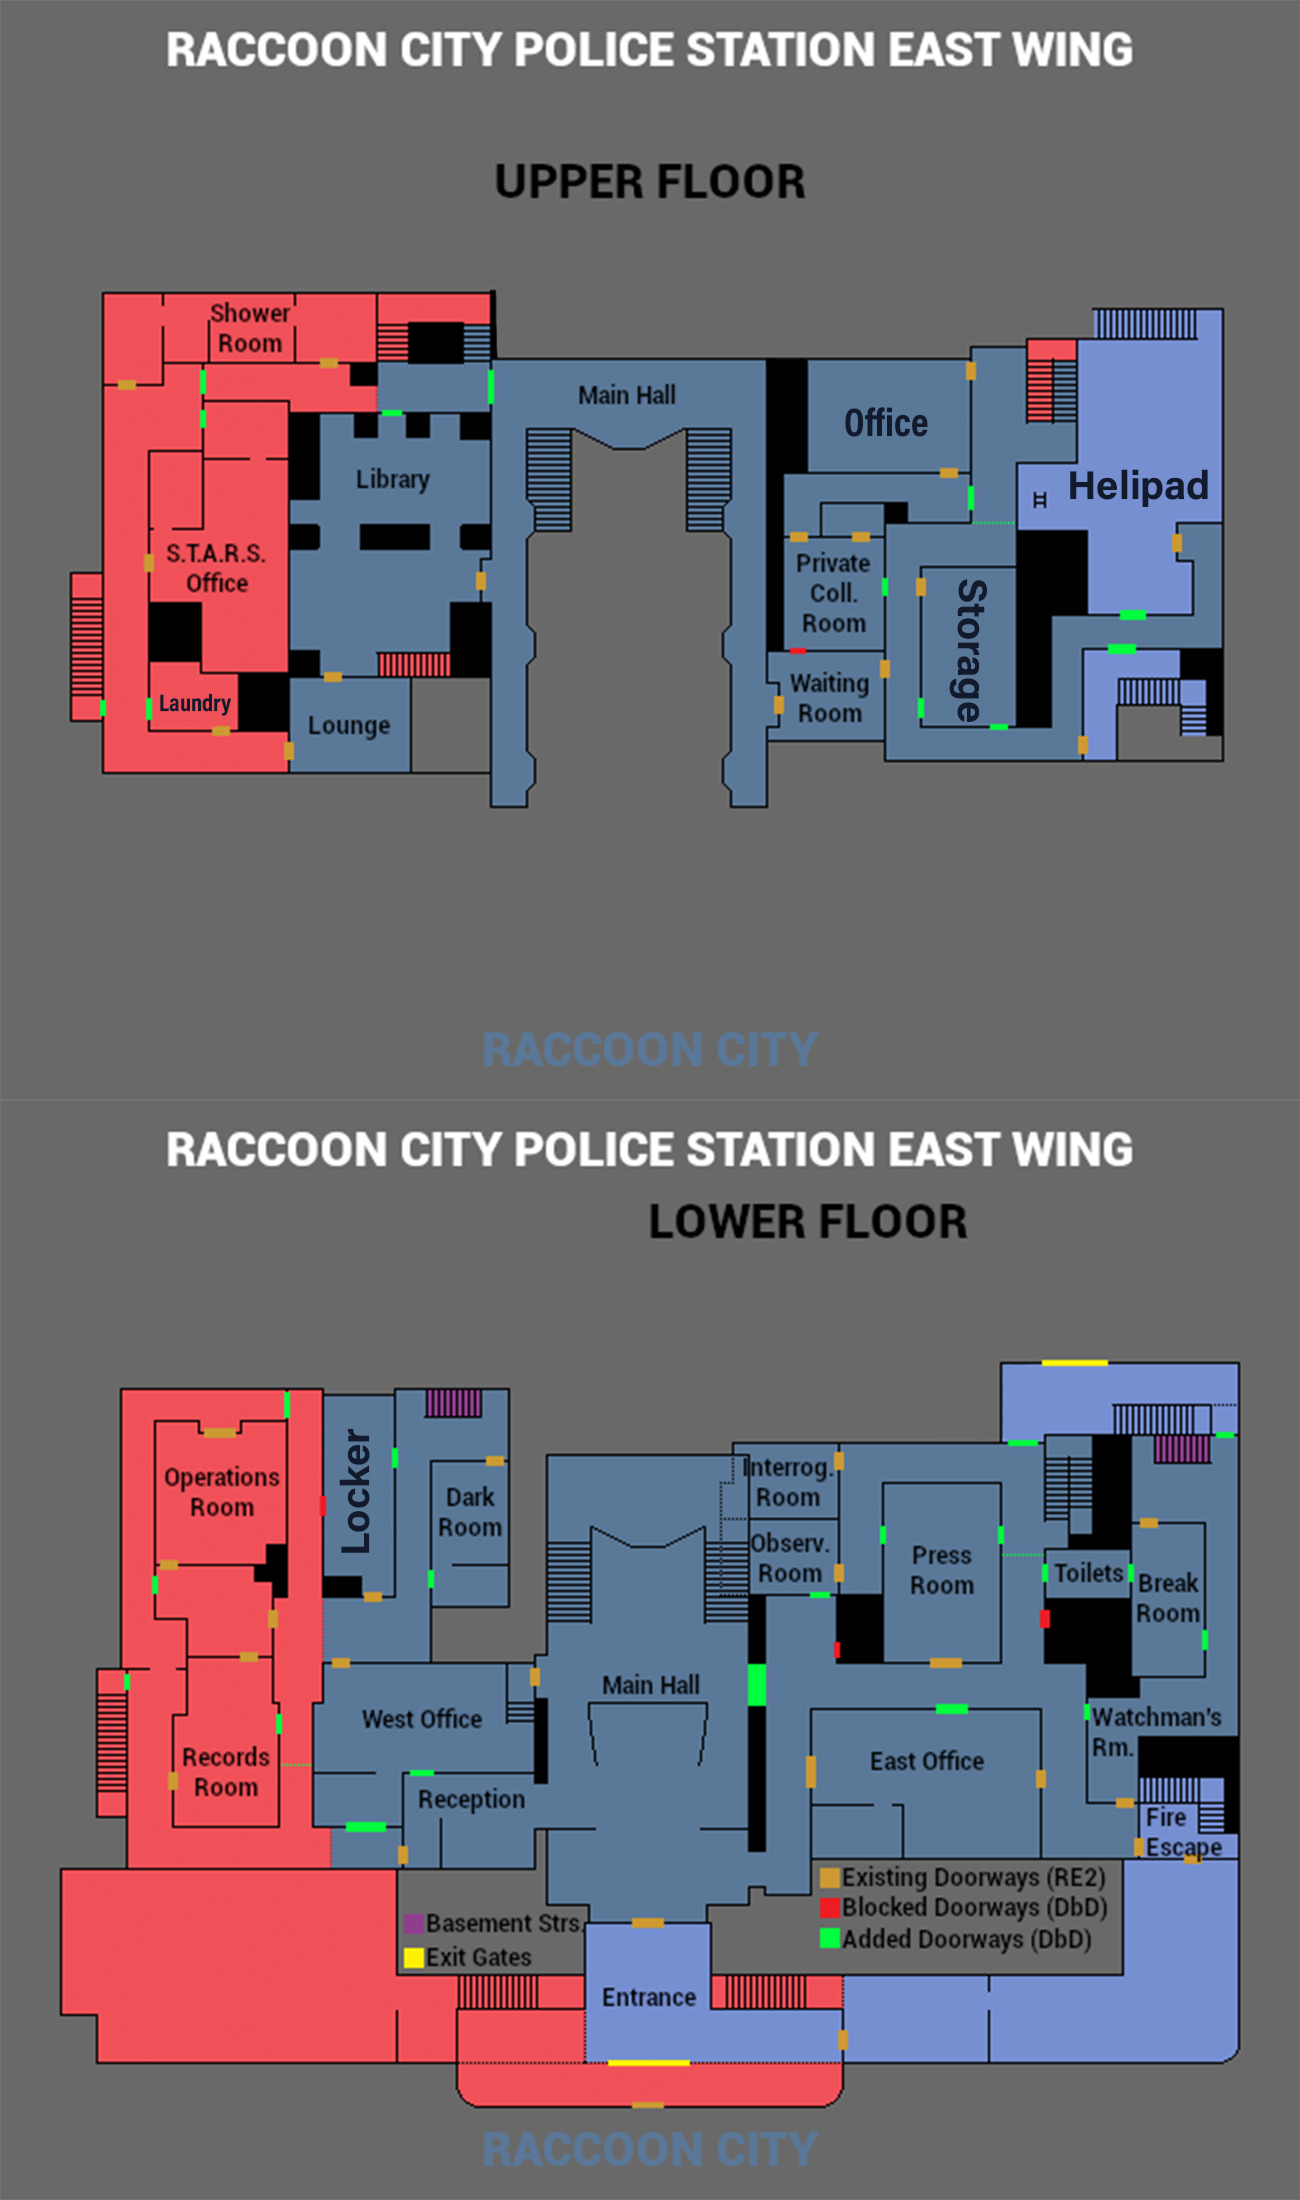 RACCOON CITY POLICE STATION EAST WING
UPPER FLOOR
Shower
Room
Main Hall
Office
Library
Helipad
S.T.A.R.S.
Office
Private
Coll.
Room
Storage
Laundry
Waiting
Room
Lounge
RACCOON CITY
RACCOON CITY POLICE STATION EAST WING
LOWER FLOOR
Operations
Room
Locker
Dark
Room
Interrog.
Room
Observ.
Room
Press
Room
Toilets
Break
Room
Main Hall
West Office
Watchman's
Rm.
Records
Room
East Office
Reception
Fire
Escape
Existing Doorways (RE2)
Blocked Doorways (DbD)
Added Doorways (DbD)
Basement Strs.
Exit Gates
Entrance
RACCOON CITY